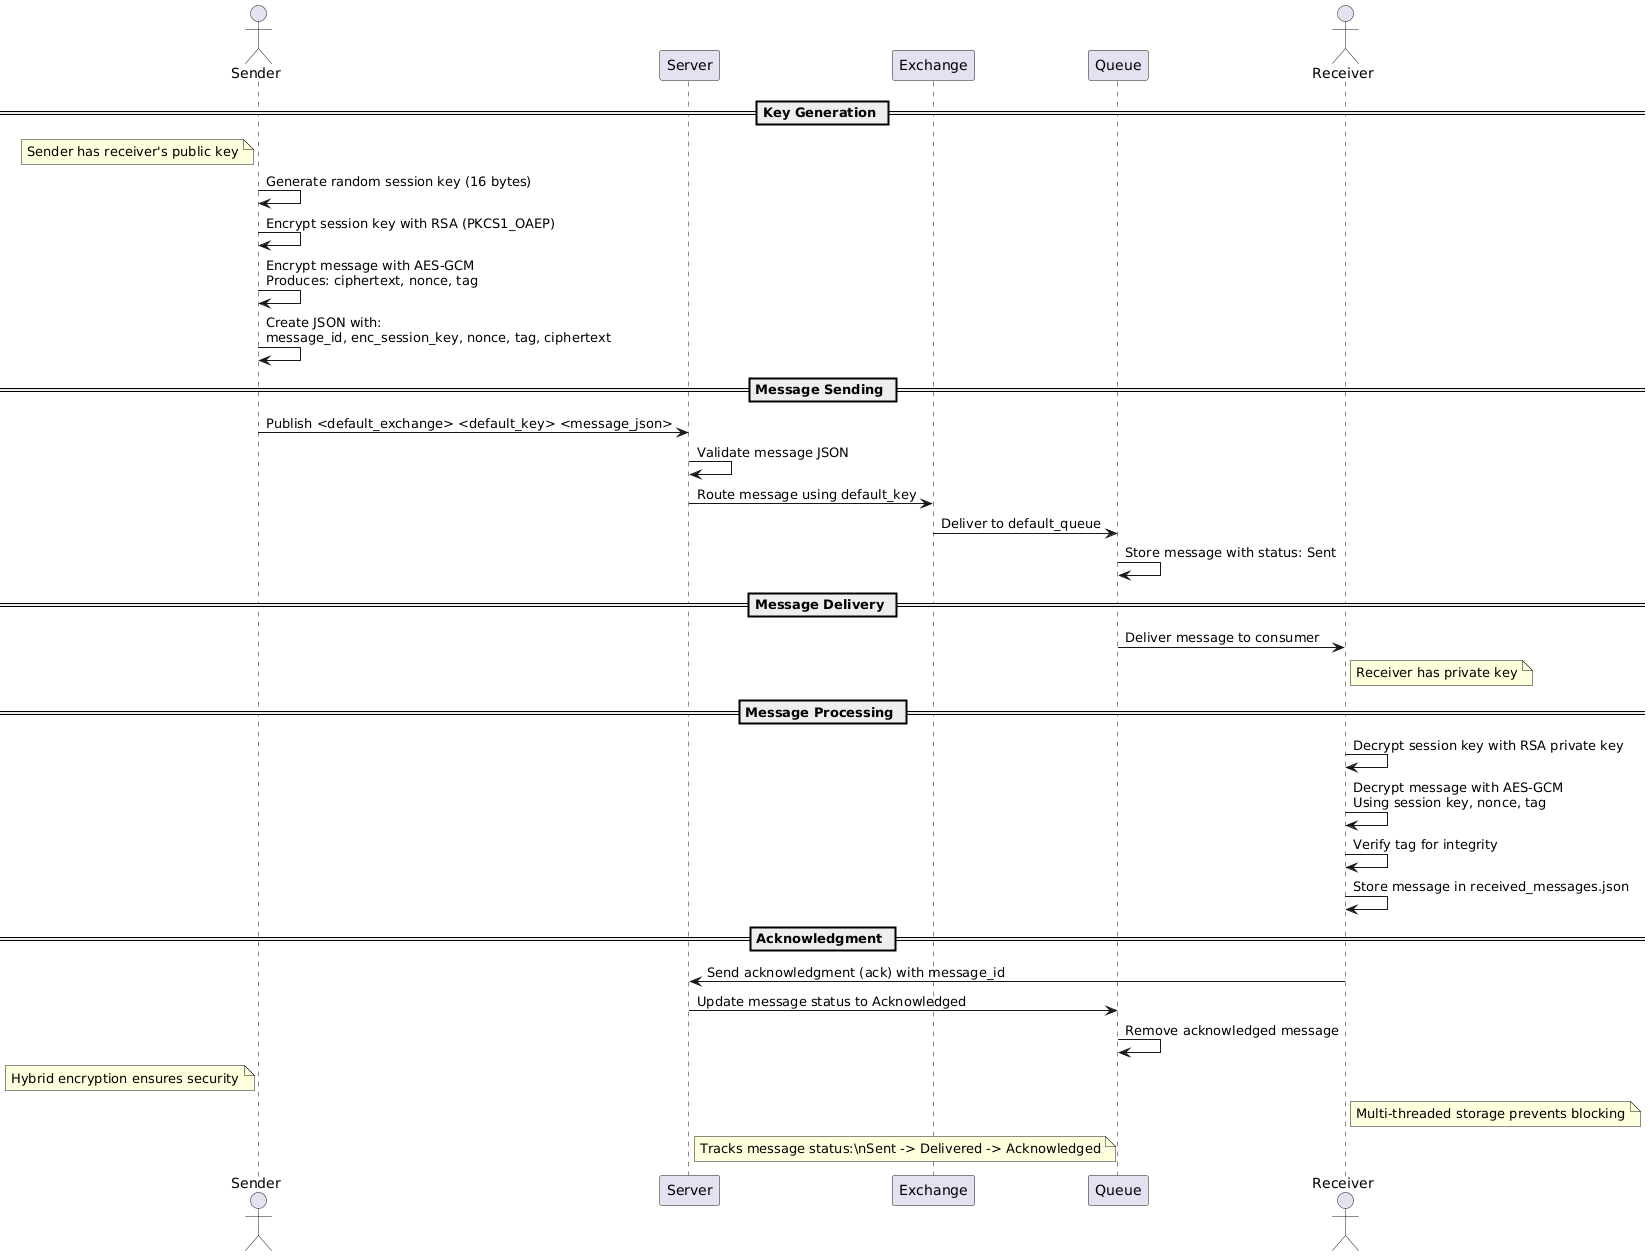 Sender
Server
Exchange
Queue
Receiver
Key Generation
Sender has receiver's public key
Generate random session key (16 bytes)
Encrypt session key with RSA (PKCS1_OAEP)
Encrypt message with AES-GCM
Produces: ciphertext, nonce, tag
Create JSON with:
message_id, enc_session_key, nonce, tag, ciphertext
Message Sending
Publish <default_exchange> <default_key> <message_json>
Validate message JSON
Route message using default_key
Deliver to default_queue
Store message with status: Sent
Message Delivery
Deliver message to consumer
Receiver has private key
Message Processing
Decrypt session key with RSA private key
Decrypt message with AES-GCM
Using session key, nonce, tag
Verify tag for integrity
Store message in received_messages.json
Acknowledgment
Send acknowledgment (ack) with message_id
Update message status to Acknowledged
Remove acknowledged message
Hybrid encryption ensures security
Multi-threaded storage prevents blocking
Tracks message status:\nSent -> Delivered -> Acknowledged
Sender
Server
Exchange
Queue
Receiver